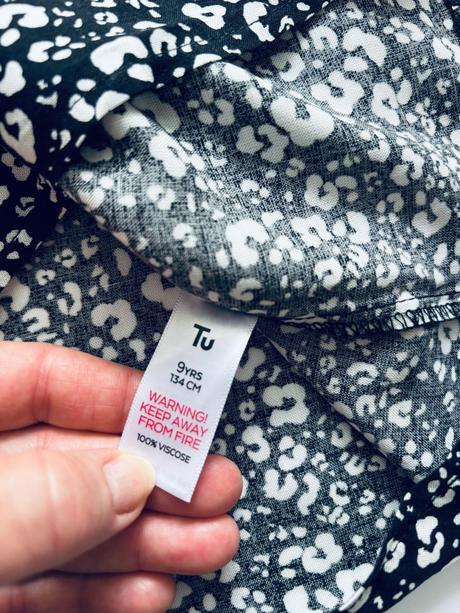 Tu
9YRS
134 CM
WARNING!
KEEP AWAY
FROM FIRE
100% VISCOSE